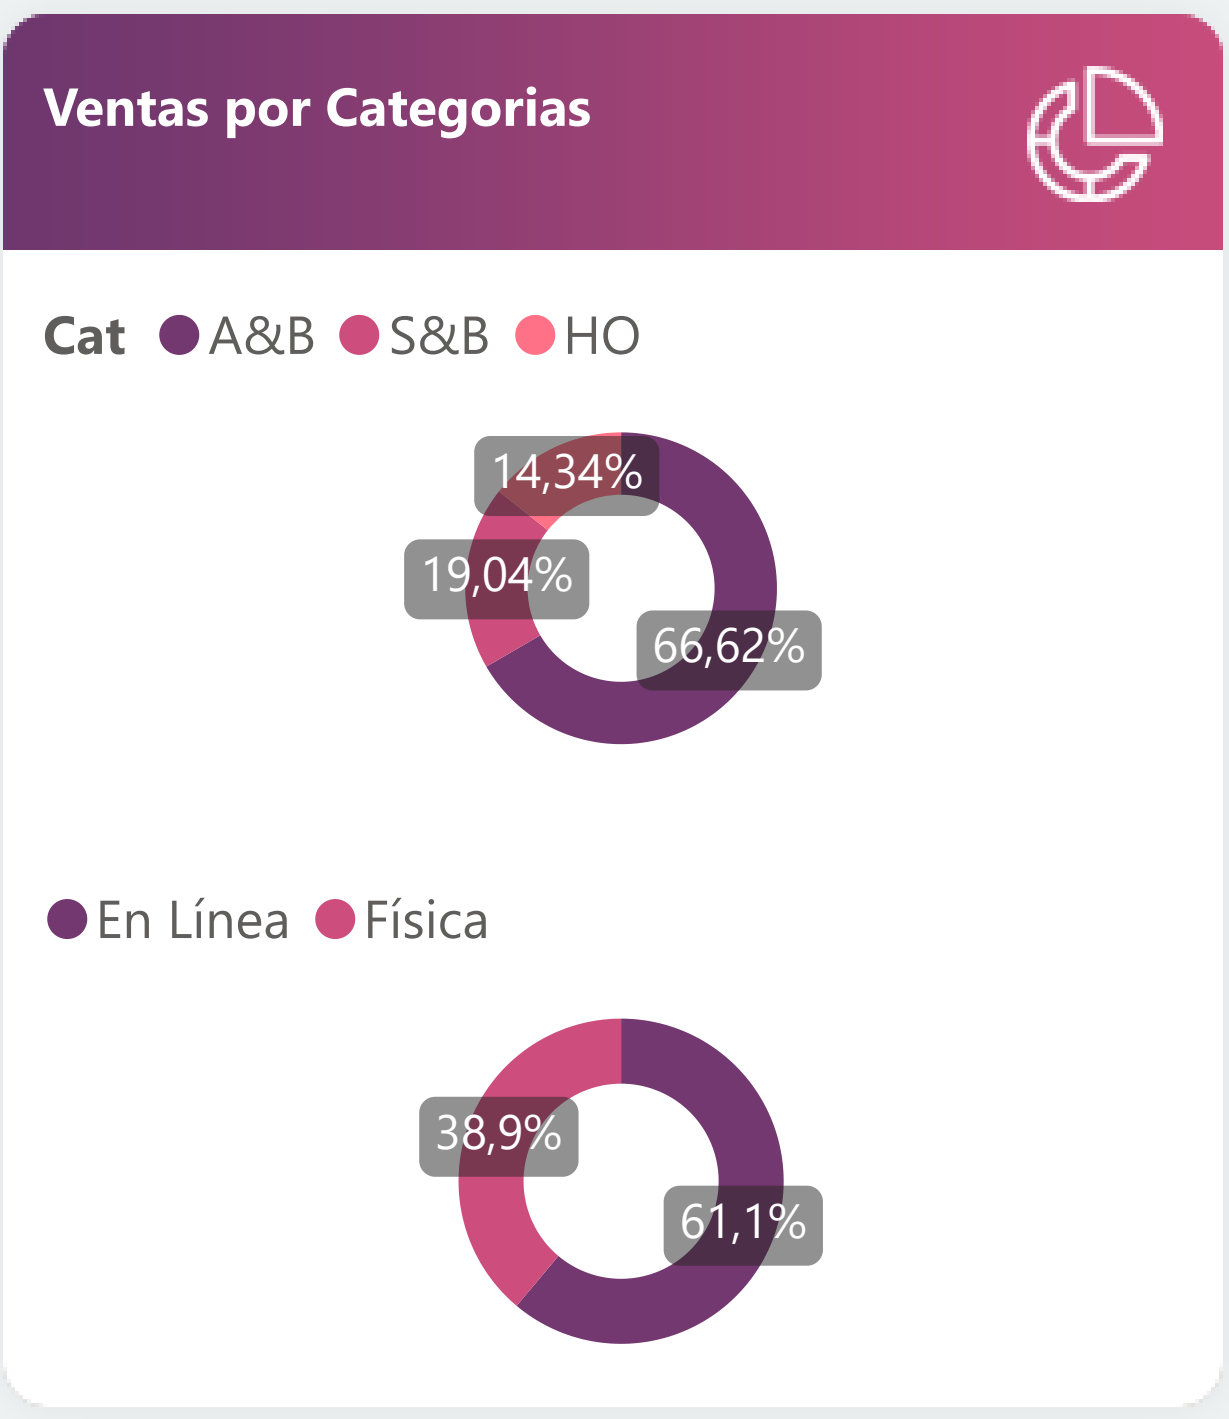 Ventas por Categorias
Cat A&B S&B HO
14,34%
19,04%
66,62%
En Línea Física
38,9%
61,1%